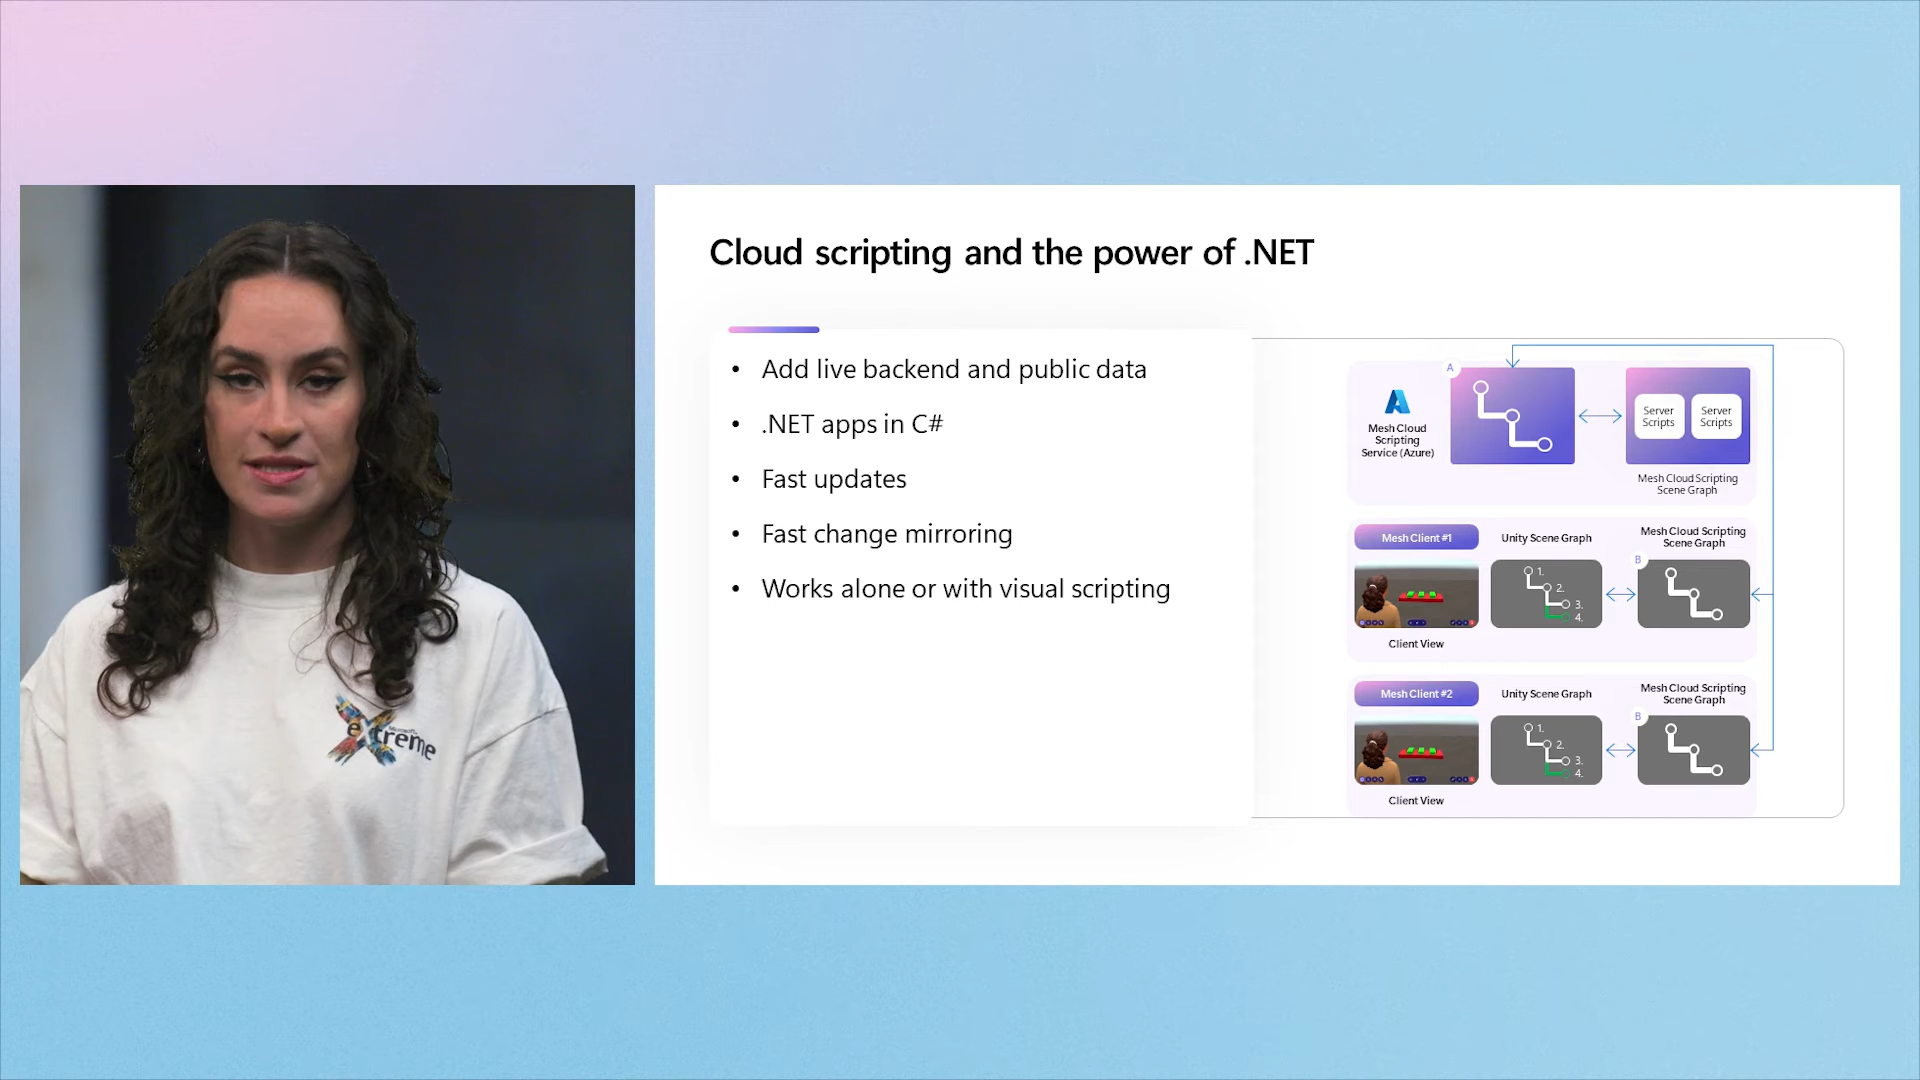 Cloud scripting and the power of .NET
• Add live backend and public data
• .NET apps in C#
• Fast updates
• Fast change mirroring
• Works alone or with visual scripting
A
Mesh Cloud
Scripting
Service (Azure)
Server
Scripts
Server
Scripts
Mesh Cloud Scripting
Scene Graph
Mesh Client #1
Unity Scene Graph
Mesh Cloud Scripting
Scene Graph
B
1.
2.
3.
4.
Client View
Mesh Client #2
Unity Scene Graph
Mesh Cloud Scripting
Scene Graph
B
1.
2.
3.
4.
Client View
Microsoft
eXtreme